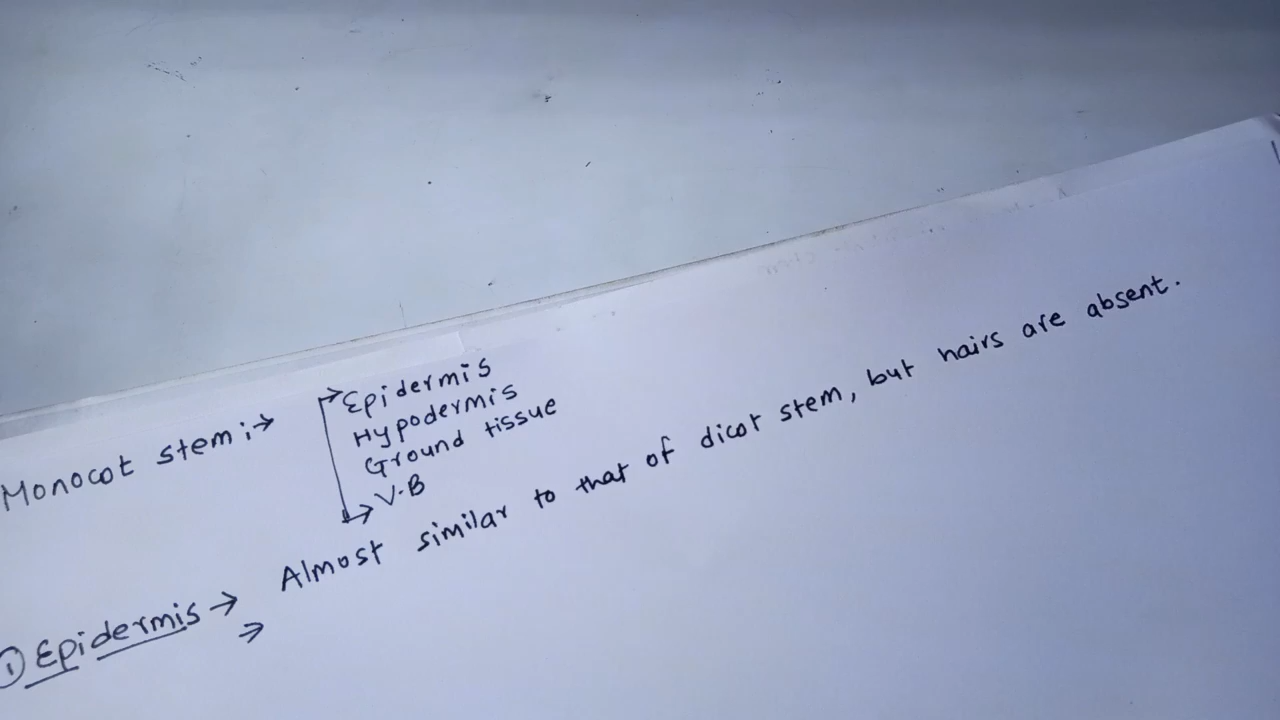 Monocot stem :→
→ Epidermis
Hypodermis
Ground tissue
→ V.B
① Epidermis → Almost similar to that of dicot stem, but hairs are absent.
⇒